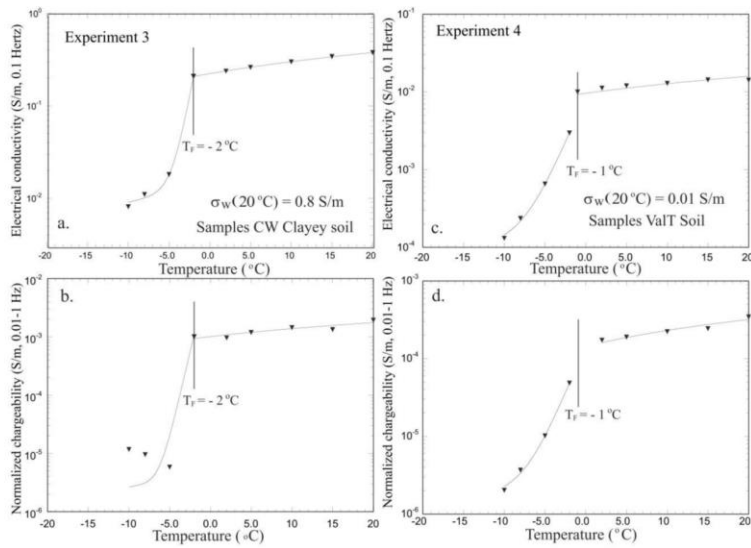 Experiment 3
Electrical conductivity (S/m, 0.1 Hertz)
10⁰
10⁻¹
10⁻²
T_F = - 2 °C
σ_W(20 °C) = 0.8 S/m
a.
Samples CW Clayey soil
-20 -15 -10 -5.0 0.0 5.0 10 15 20
Temperature (°C)
Experiment 4
Electrical conductivity (S/m, 0.1 Hertz)
10⁻¹
10⁻²
10⁻³
10⁻⁴
T_F = - 1 °C
σ_W(20 °C) = 0.01 S/m
c.
Samples ValT Soil
-20 -15 -10 -5.0 0.0 5.0 10 15 20
Temperature (°C)
b.
Normalized chargeability (S/m, 0.01-1 Hz)
10⁻²
10⁻³
10⁻⁴
10⁻⁵
10⁻⁶
T_F = - 2 °C
-20 -15 -10 -5.0 0.0 5.0 10 15 20
Temperature (°C)
d.
Normalized chargeability (S/m, 0.01-1 Hz)
10⁻³
10⁻⁴
10⁻⁵
10⁻⁶
T_F = - 1 °C
-20 -15 -10 -5.0 0.0 5.0 10 15 20
Temperature (°C)